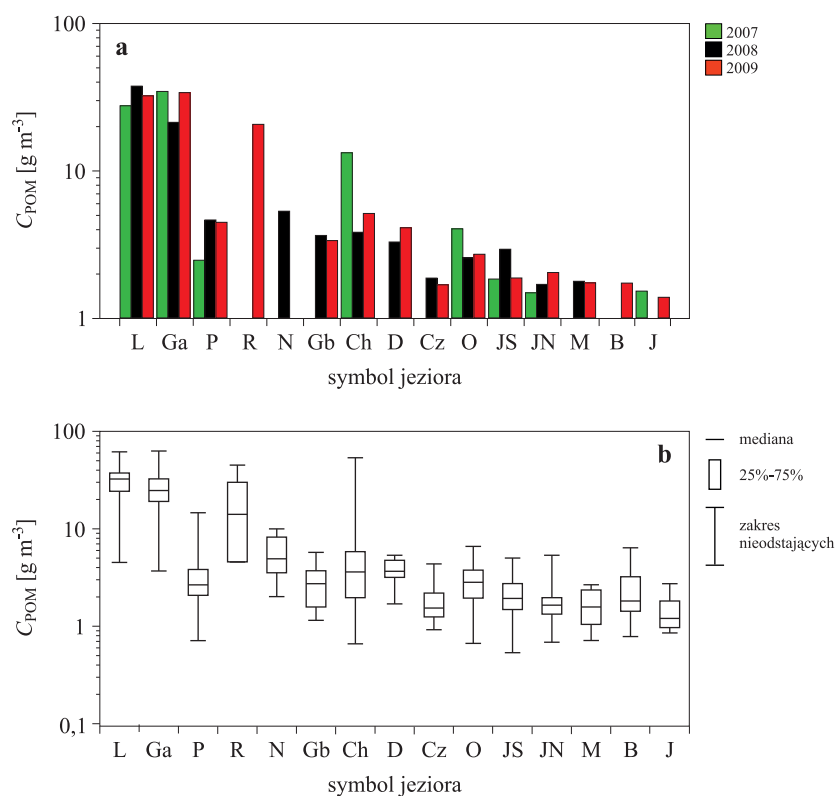 a
100
10
1
C_POM [g m⁻³]
L Ga P R N Gb Ch D Cz O JS JN M B J
symbol jeziora
2007
2008
2009
b
100
10
1
0,1
C_POM [g m⁻³]
L Ga P R N Gb Ch D Cz O JS JN M B J
symbol jeziora
mediana
25%-75%
zakres
nieodstających